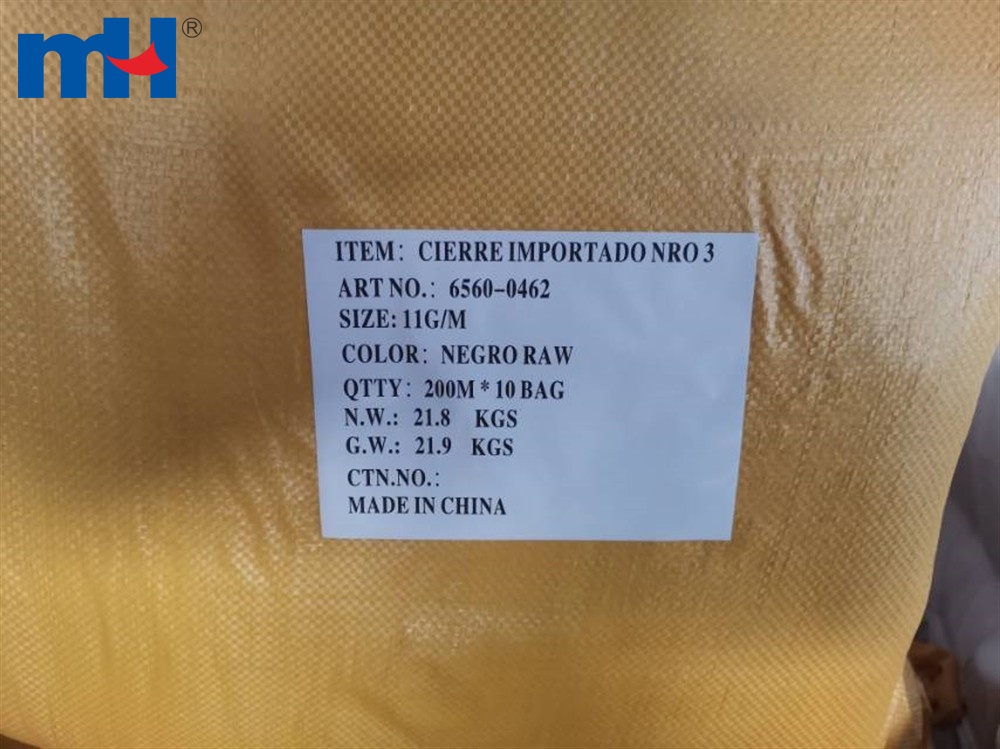 mH®
ITEM: CIERRE IMPORTADO NRO 3
ART NO.: 6560-0462
SIZE: 11G/M
COLOR: NEGRO RAW
QTTY: 200M * 10 BAG
N.W.: 21.8 KGS
G.W.: 21.9 KGS
CTN.NO.:
MADE IN CHINA